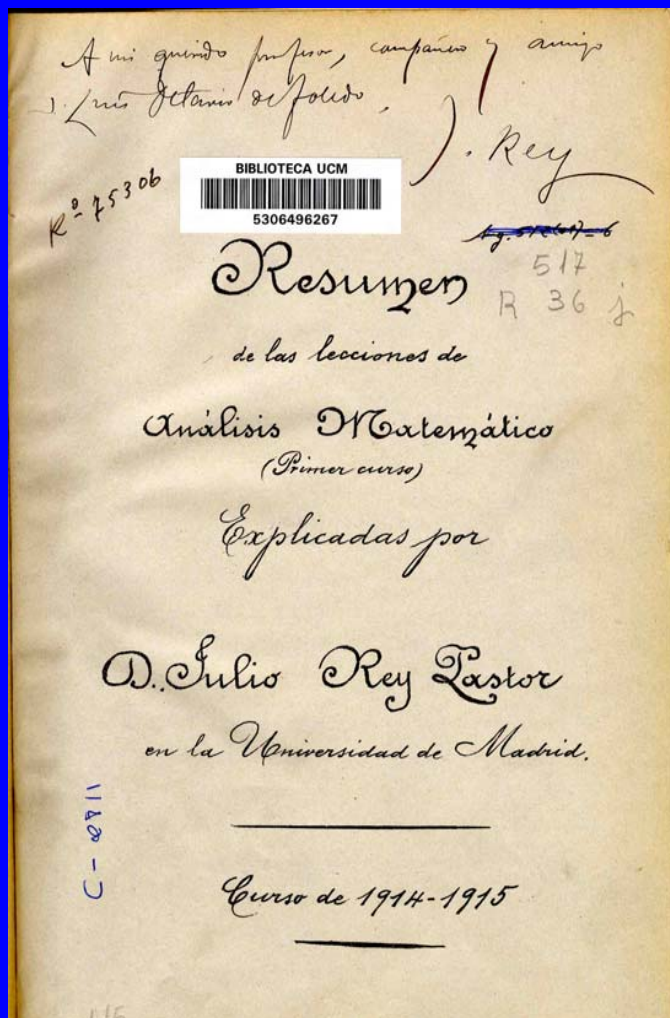 A mi querido profesor, compañero y amigo
D. Luis Octavio de Toledo,
J. Rey
Rº 75306
BIBLIOTECA UCM
5306496267
517
R 36 j
Resumen
de las lecciones de
Análisis Matemático
(Primer curso)
Explicadas por
D. Julio Rey Pastor
en la Universidad de Madrid.
Curso de 1914-1915